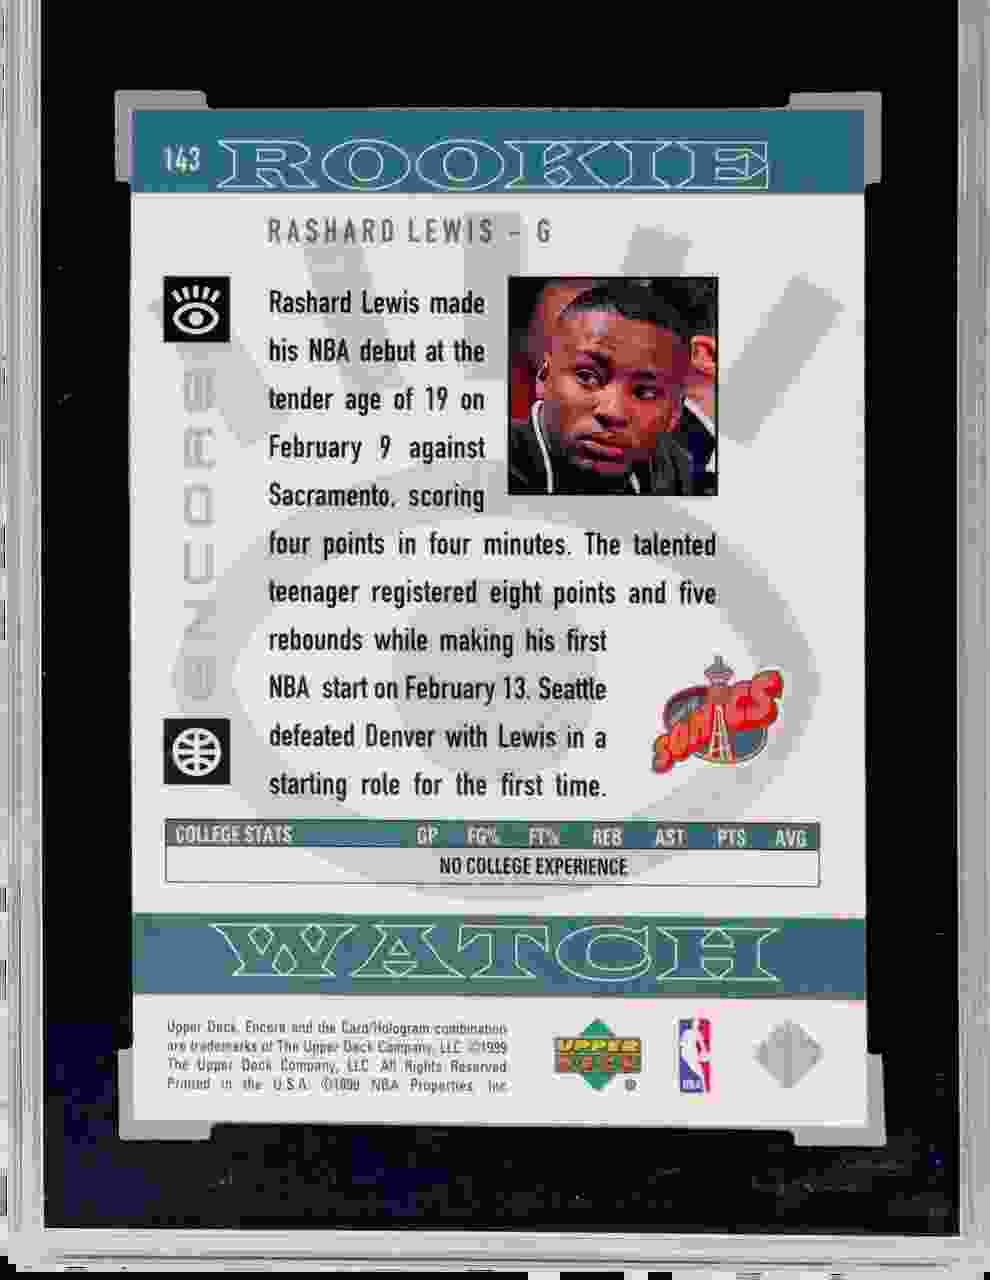 143 ROOKIE
RASHARD LEWIS - G
Rashard Lewis made
his NBA debut at the
tender age of 19 on
February 9 against
Sacramento, scoring
four points in four minutes. The talented
teenager registered eight points and five
rebounds while making his first
NBA start on February 13. Seattle
defeated Denver with Lewis in a
starting role for the first time.
ENCORE
SONICS
COLLEGE STATS GP FG% FT% REB AST PTS AVG
NO COLLEGE EXPERIENCE
WATCH
Upper Deck, Encore and the Card/Hologram combination
are trademarks of The Upper Deck Company, LLC. ©1999
The Upper Deck Company, LLC. All Rights Reserved.
Printed in the U.S.A. ©1999 NBA Properties, Inc.
UPPER
DECK
®
NBA